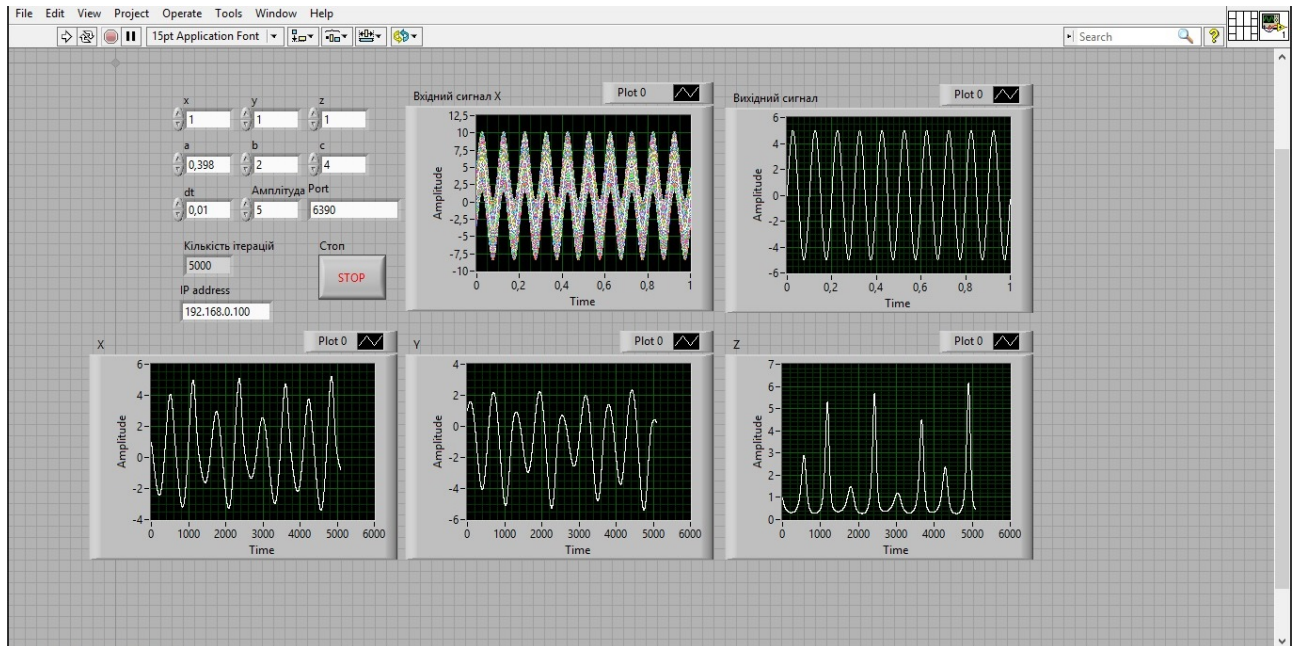 File Edit View Project Operate Tools Window Help
15pt Application Font
Search
1
x y z
1 1 1
a b c
0,398 2 4
dt Амплітуда Port
0,01 5 6390
Кількість ітерацій Стоп
5000
STOP
IP address
192.168.0.100
Вхідний сигнал X
Plot 0
12,5
10
7,5
5
2,5
0
-2,5
-5
-7,5
-10
Amplitude
0 0,2 0,4 0,6 0,8 1
Time
Вихідний сигнал
Plot 0
6
4
2
0
-2
-4
-6
Amplitude
0 0,2 0,4 0,6 0,8 1
Time
X
Plot 0
6
4
2
0
-2
-4
Amplitude
0 1000 2000 3000 4000 5000 6000
Time
Y
Plot 0
4
2
0
-2
-4
-6
Amplitude
0 1000 2000 3000 4000 5000 6000
Time
Z
Plot 0
7
6
5
4
3
2
1
0
Amplitude
0 1000 2000 3000 4000 5000 6000
Time